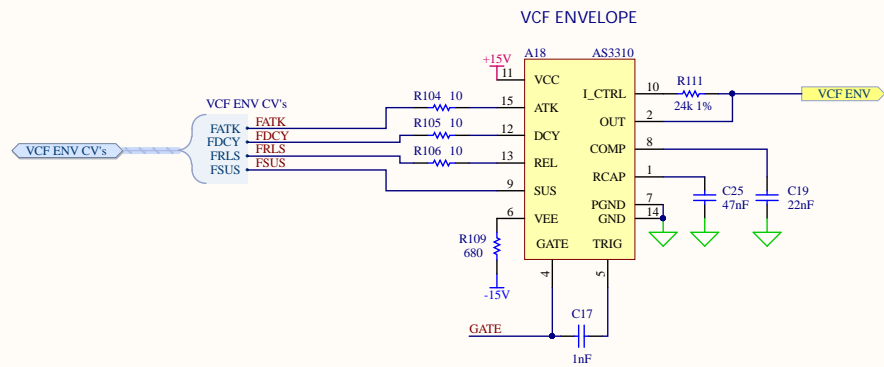 VCF ENVELOPE
+15V
A18
AS3310
11
VCC
VCF ENV CV's
VCF ENV CV's
FATK
FDCY
FRLS
FSUS
FATK
FDCY
FRLS
FSUS
R104 10
R105 10
R106 10
15
ATK
12
DCY
13
REL
9
SUS
6
VEE
R109
680
-15V
I_CTRL
10
R111
24k 1%
VCF ENV
OUT
2
COMP
8
RCAP
1
PGND
7
GND
14
C25
47nF
C19
22nF
GATE
TRIG
4
5
GATE
C17
1nF